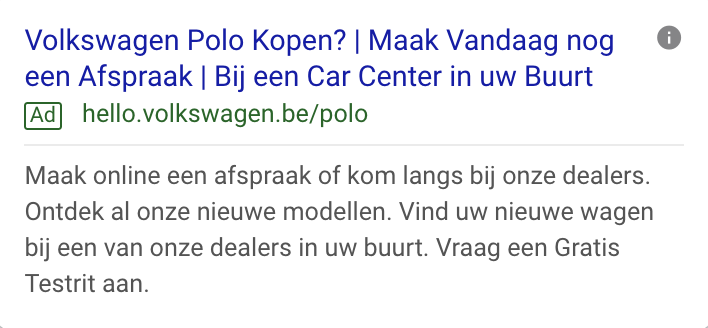 Volkswagen Polo Kopen? | Maak Vandaag nog
een Afspraak | Bij een Car Center in uw Buurt
Ad hello.volkswagen.be/polo
Maak online een afspraak of kom langs bij onze dealers.
Ontdek al onze nieuwe modellen. Vind uw nieuwe wagen
bij een van onze dealers in uw buurt. Vraag een Gratis
Testrit aan.